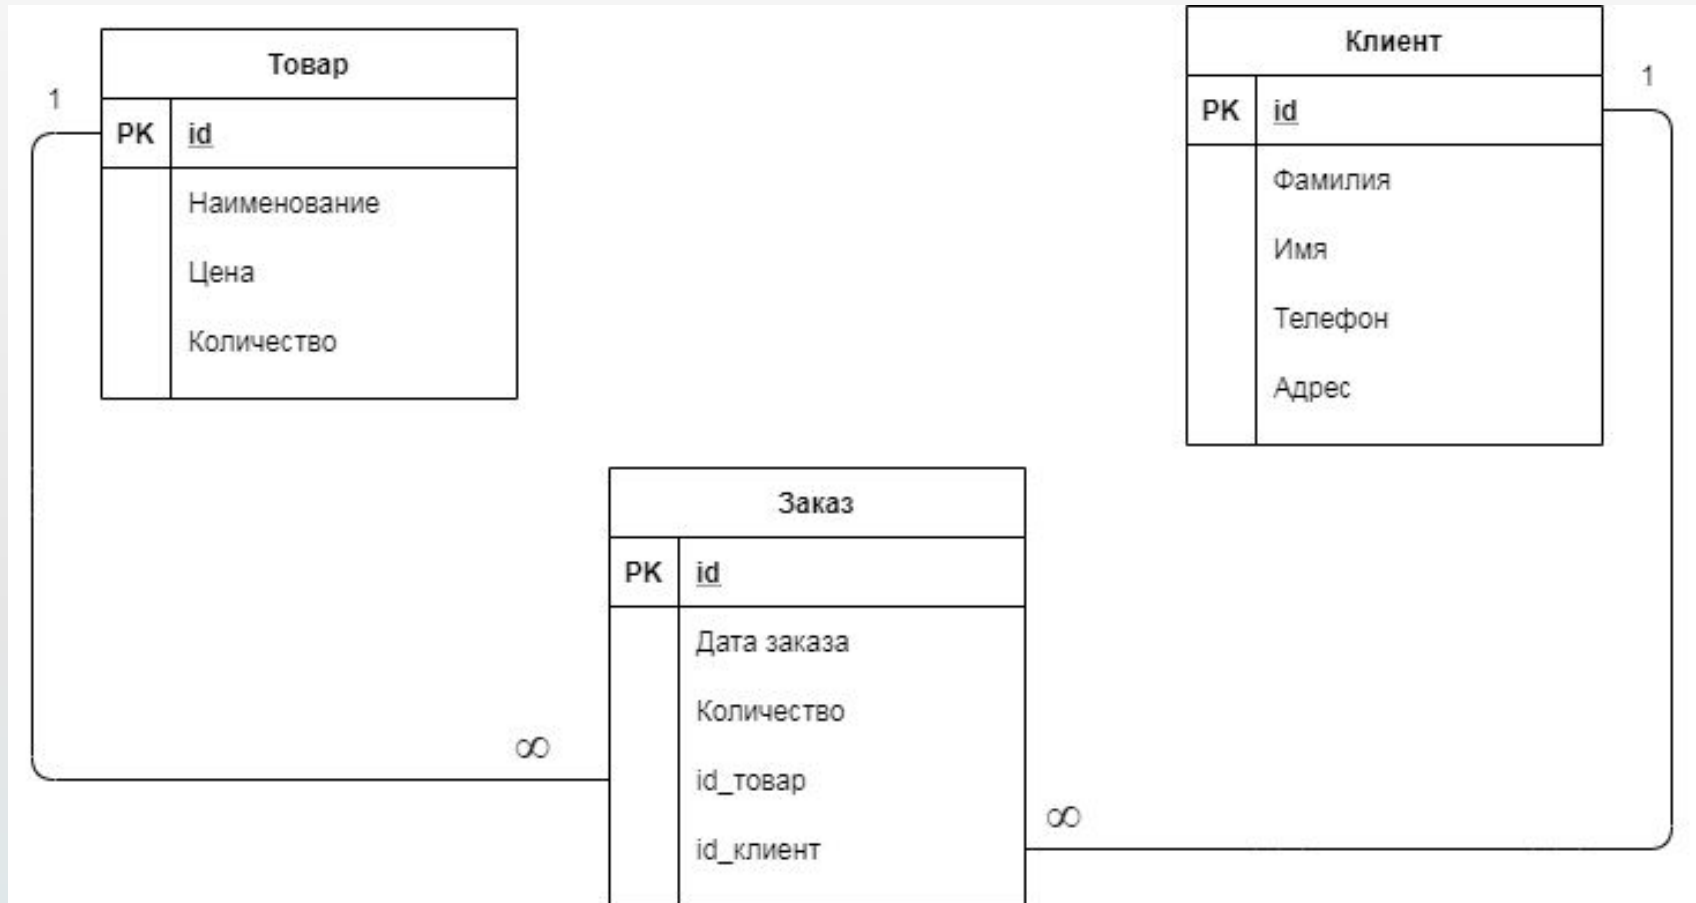 Товар
1
PK id
Наименование
Цена
Количество
Клиент
1
PK id
Фамилия
Имя
Телефон
Адрес
Заказ
PK id
Дата заказа
Количество
∞
id_товар
∞
id_клиент